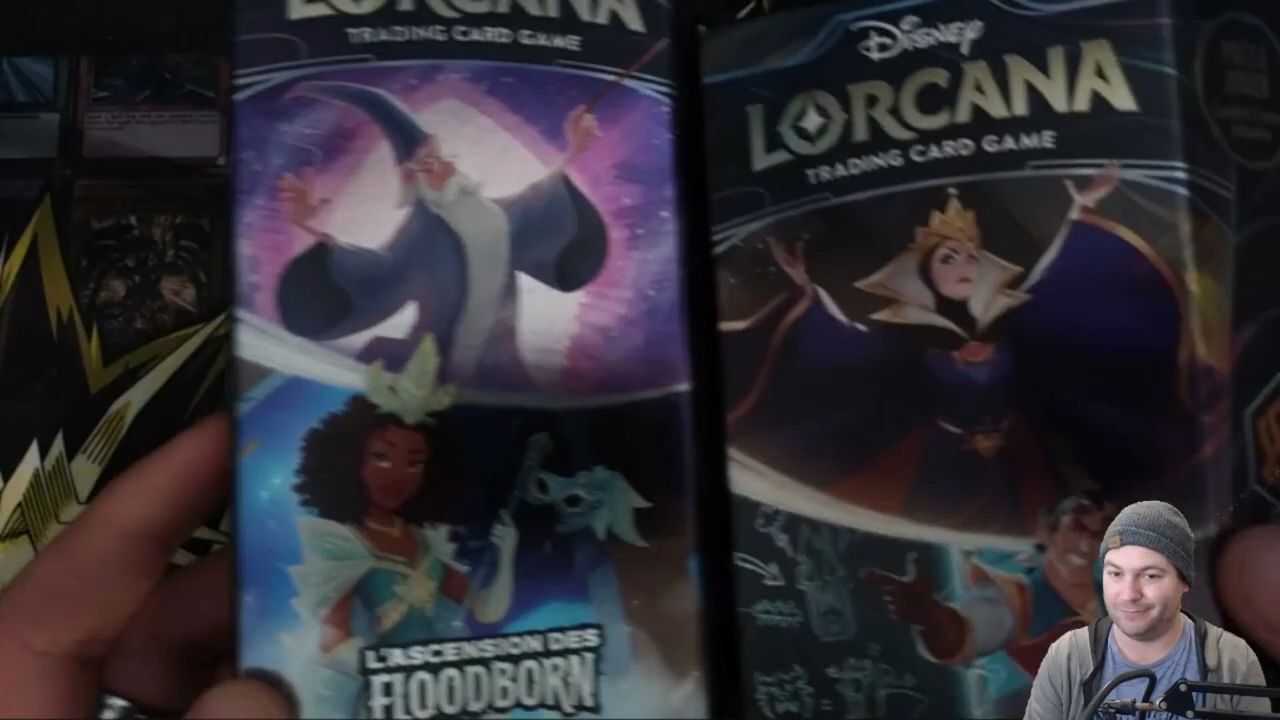 LORCANA
TRADING CARD GAME
L'ASCENSION DES
FLOODBORN
Disney
LORCANA
TRADING CARD GAME